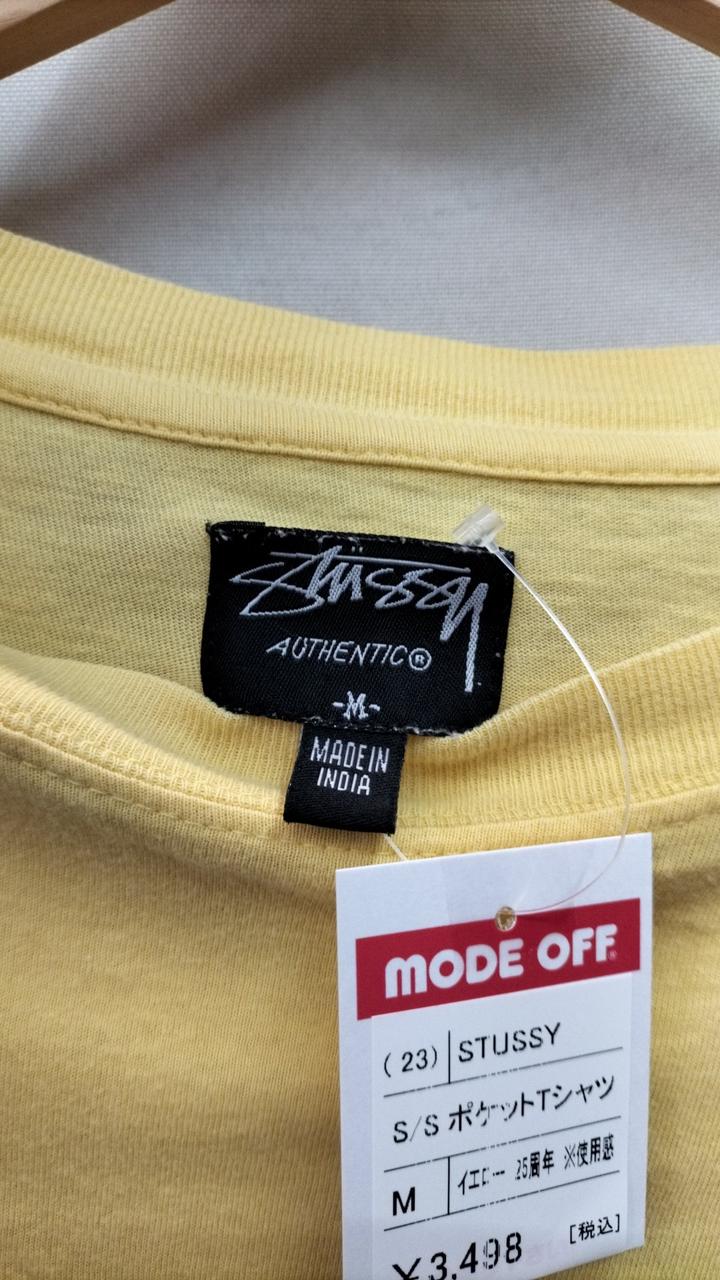 Stüssy
AUTHENTIC®
-M-
MADE IN
INDIA
MODE OFF®
(23) STUSSY
S/S ポケットTシャツ
M イエロー 25周年 ※使用感
¥3,498 [税込]